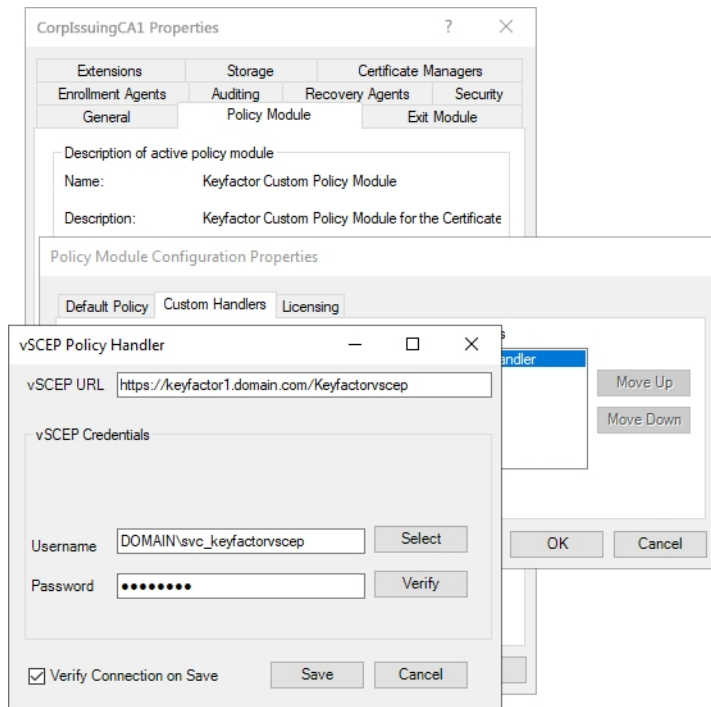 CorpIssuingCA1 Properties
?
Extensions Storage Certificate Managers
Enrollment Agents Auditing Recovery Agents Security
General Policy Module Exit Module
Description of active policy module
Name: Keyfactor Custom Policy Module
Description: Keyfactor Custom Policy Module for the Certificate
Policy Module Configuration Properties
Default Policy Custom Handlers Licensing
Move Up
Move Down
OK Cancel
vSCEP Policy Handler
vSCEP URL https://keyfactor1.domain.com/Keyfactorvscep
vSCEP Credentials
Username DOMAIN\svc_keyfactorvscep Select
Password ●●●●●●●● Verify
Verify Connection on Save Save Cancel